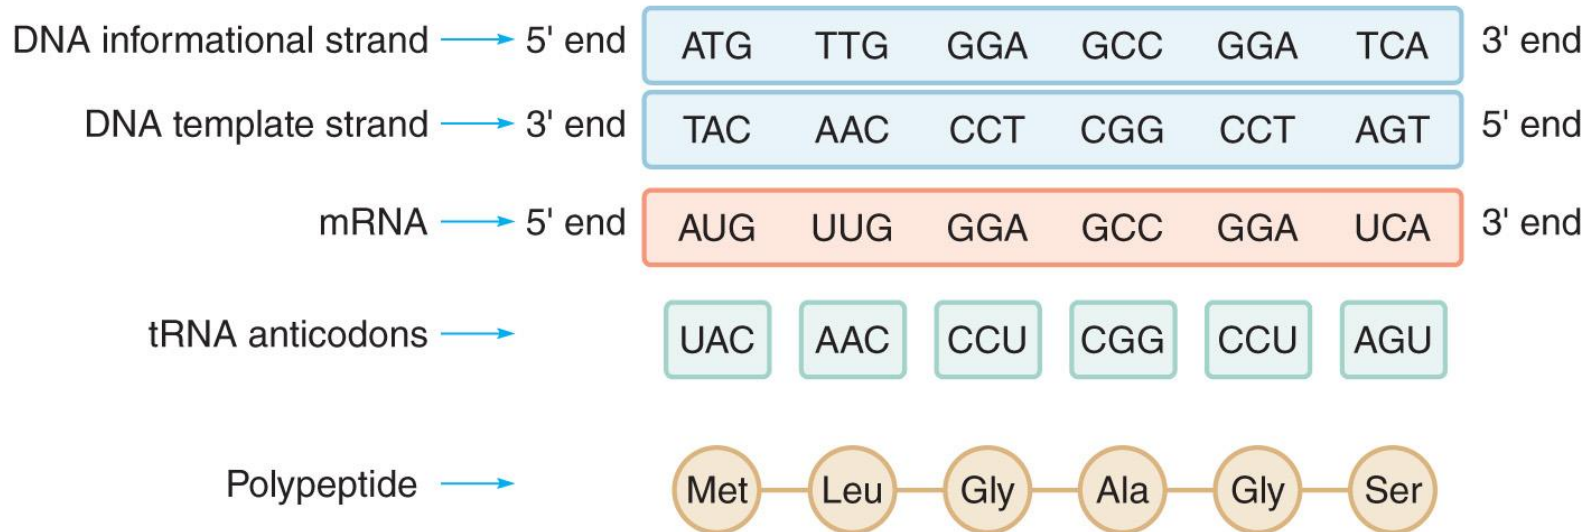 DNA informational strand 5' end ATG TTG GGA GCC GGA TCA 3' end
DNA template strand 3' end TAC AAC CCT CGG CCT AGT 5' end
mRNA 5' end AUG UUG GGA GCC GGA UCA 3' end
tRNA anticodons UAC AAC CCU CGG CCU AGU
Polypeptide Met Leu Gly Ala Gly Ser